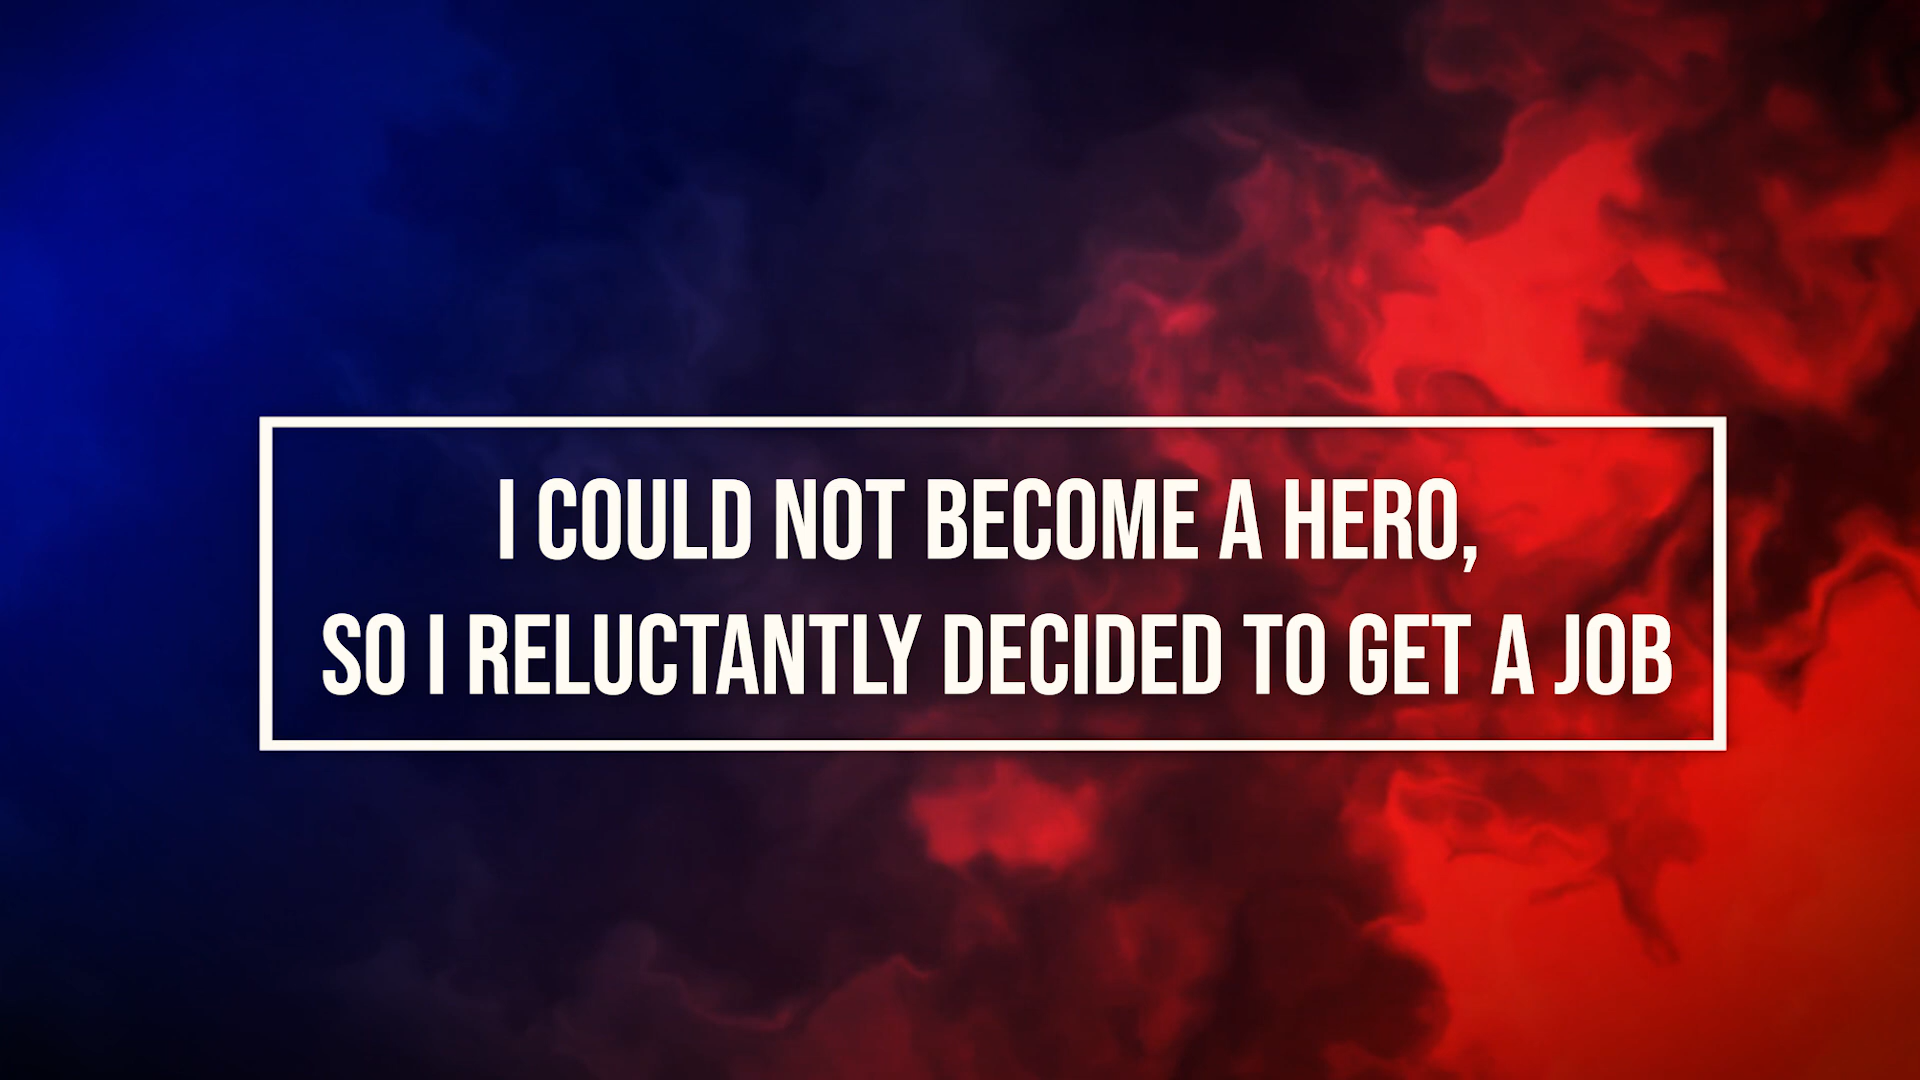 I COULD NOT BECOME A HERO,
SO I RELUCTANTLY DECIDED TO GET A JOB